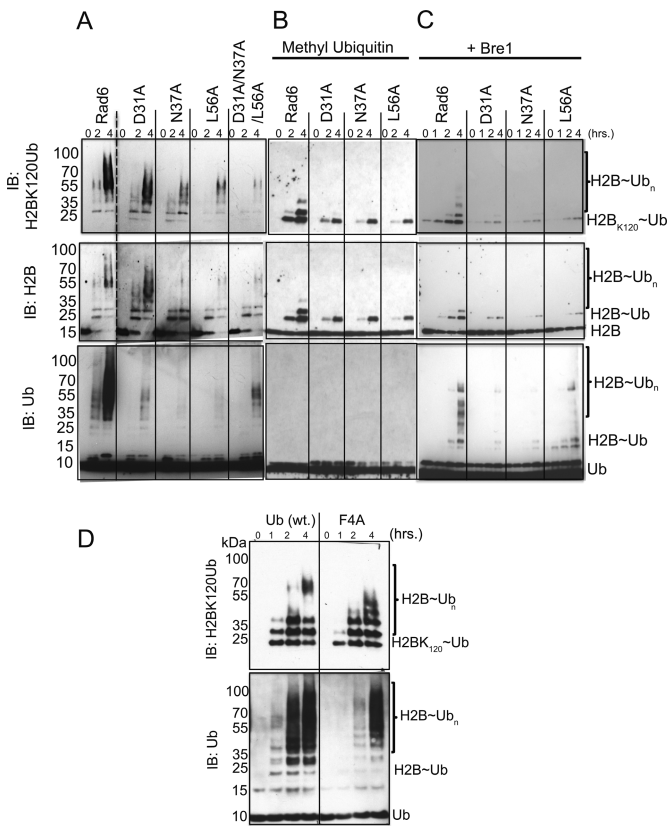 A
B
C
Methyl Ubiquitin
+ Bre1
Rad6
D31A
N37A
L56A
D31A/N37A
/L56A
Rad6
D31A
N37A
L56A
Rad6
D31A
N37A
L56A
0 2 4 0 2 4 0 2 4 0 2 4 0 2 4
0 2 4 0 2 4 0 2 4 0 2 4
0 1 2 4 0 1 2 4 0 1 2 4 0 1 2 4 (hrs.)
IB:
H2BK120Ub
100
70
55
35
25
H2B~Ubn
H2BK120~Ub
IB: H2B
100
70
55
35
25
15
H2B~Ubn
H2B~Ub
H2B
IB: Ub
100
70
55
35
25
15
10
H2B~Ubn
H2B~Ub
Ub
D
Ub (wt.)
F4A
kDa
0 1 2 4 0 1 2 4 (hrs.)
IB: H2BK120Ub
100
70
55
35
25
H2B~Ubn
H2BK120~Ub
IB: Ub
100
70
55
35
25
15
10
H2B~Ubn
H2B~Ub
Ub